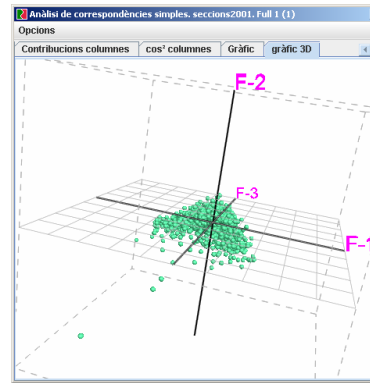 Anàlisi de correspondències simples. seccions2001. Full 1 (1)
Opcions
Contribucions columnes cos² columnes Gràfic gràfic 3D
F-2
F-3
F-1